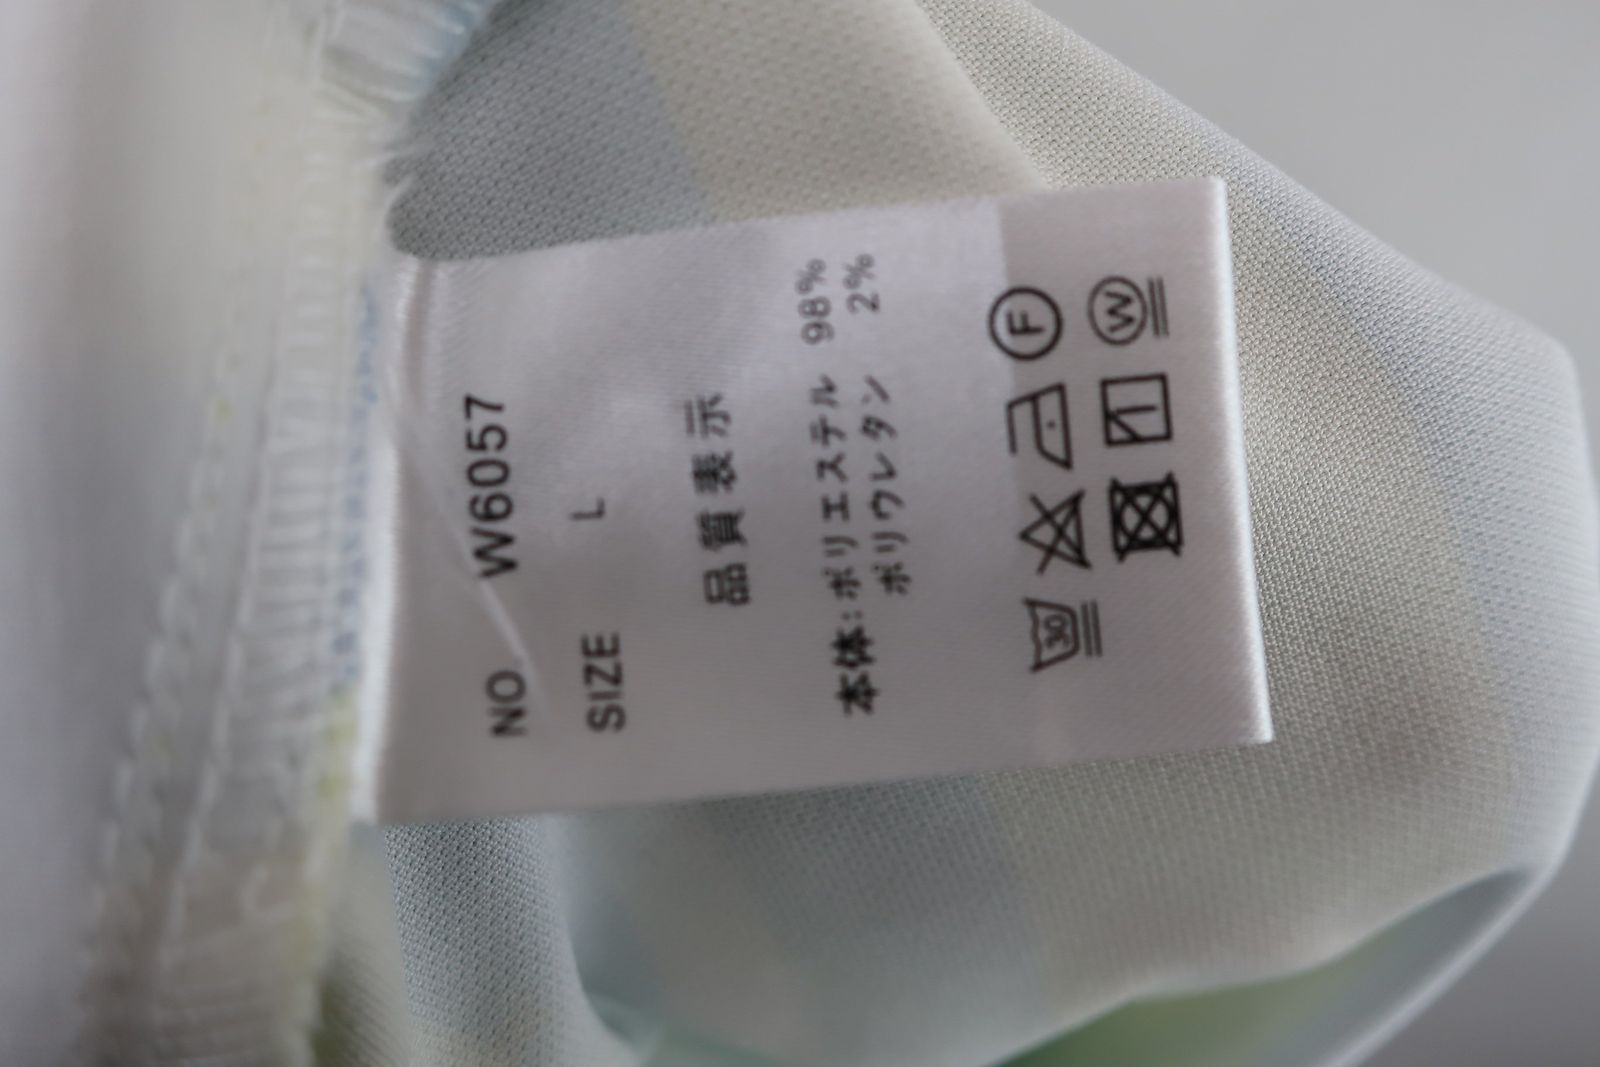 NO W6057
SIZE L
品質表示
本体:ポリエステル 98%
ポリウレタン 2%
30 F
W